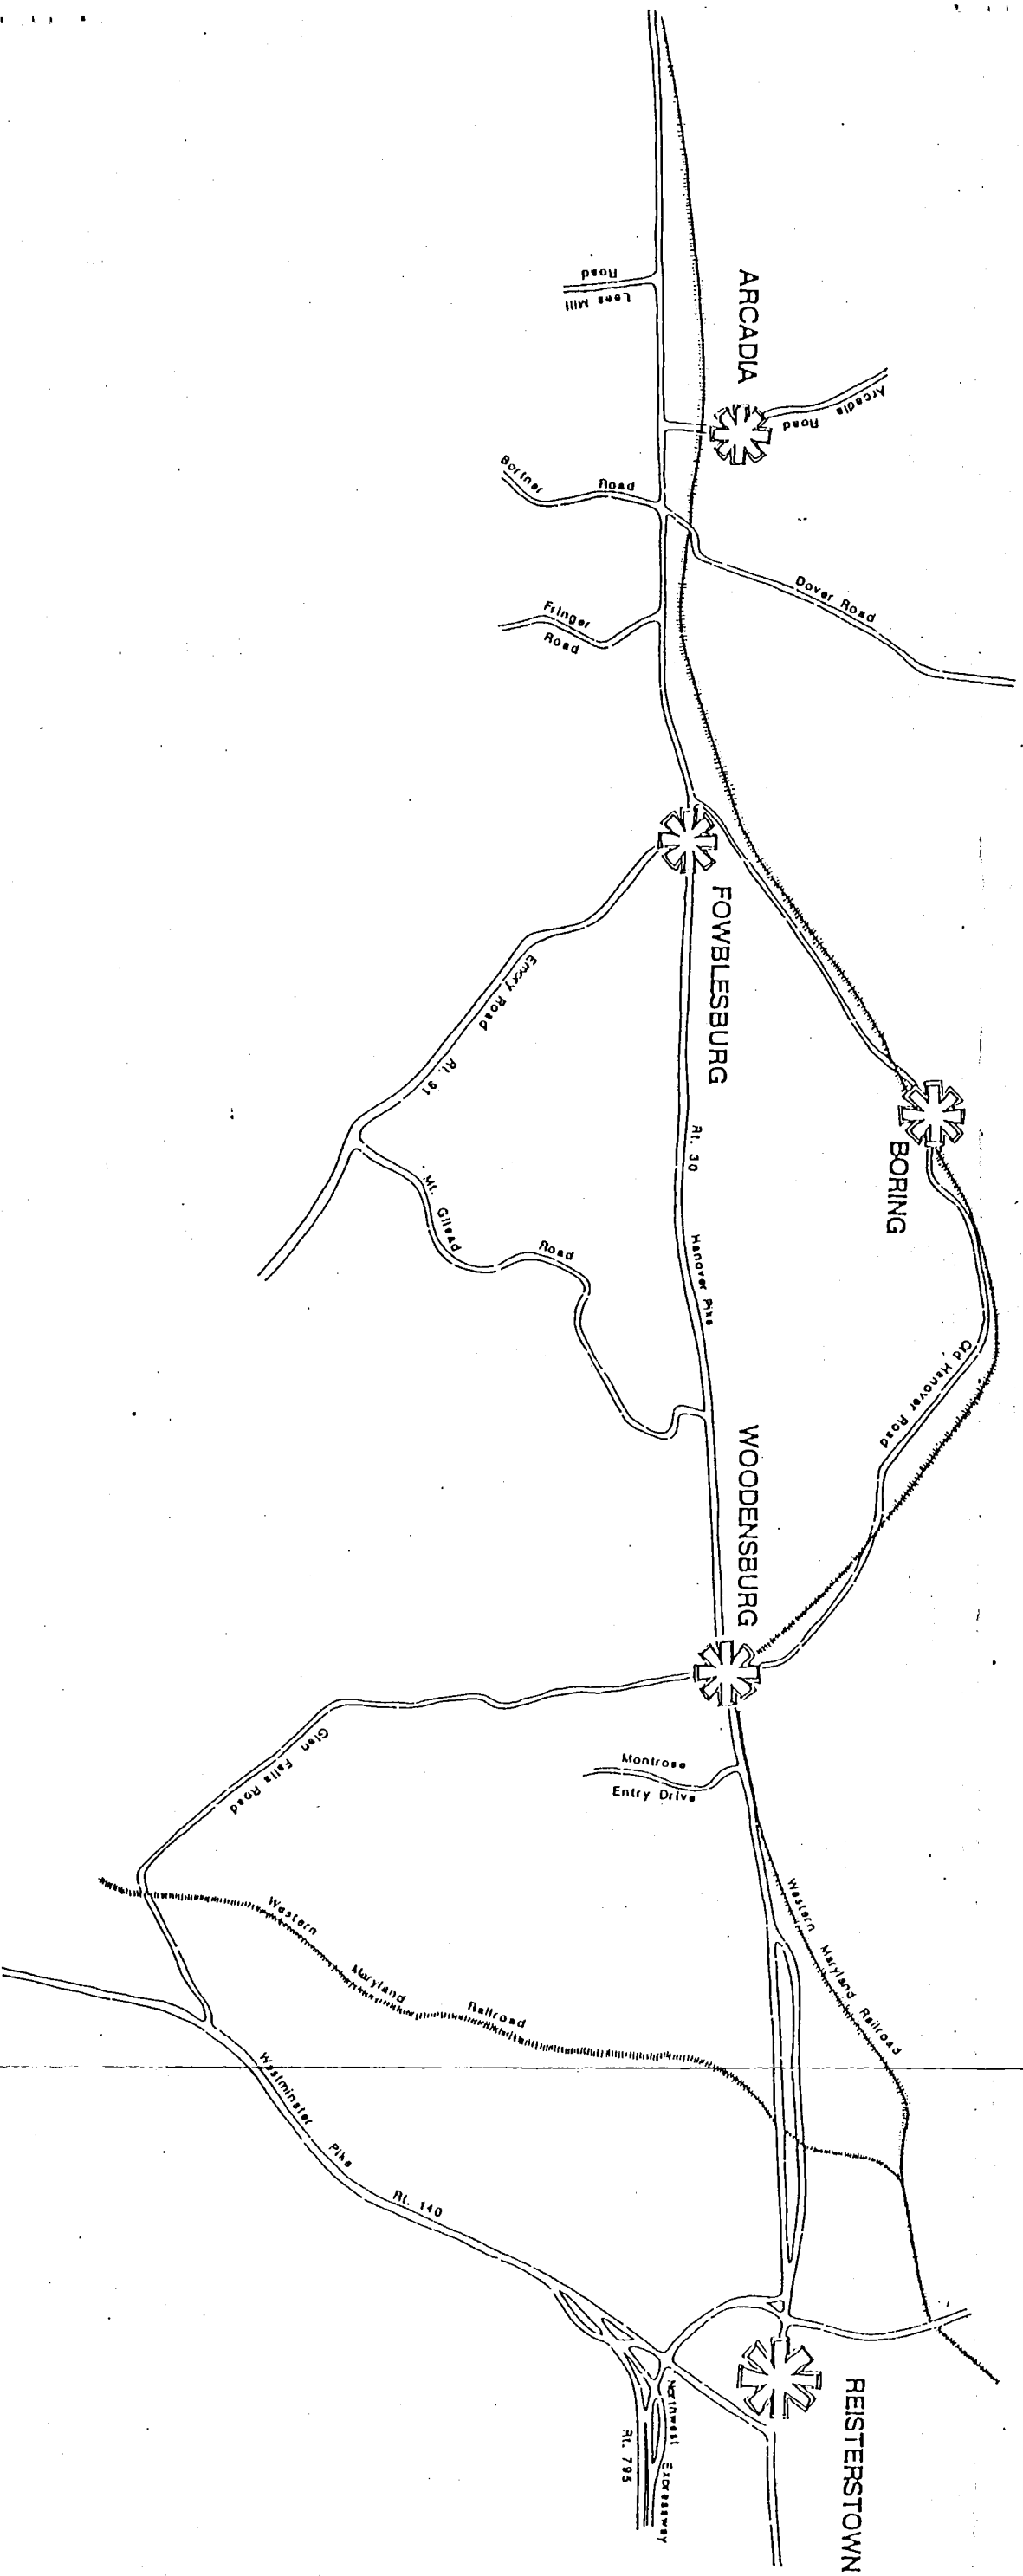 ARCADIA
Arcadia Road
Lees Mill
Road
Bortner Road
Dover Road
Fringer
Road
FOWBLESBURG
Emory Road
Rt. 91
BORING
Rt. 30
Hanover Pike
Mt. Gilead Road
Old Hanover Road
WOODENSBURG
Glen Falls Road
Montrose
Entry Drive
Western Maryland Railroad
Western Maryland Railroad
Westminster Pike
Rt. 140
Northwest Expressway
Rt. 795
REISTERSTOWN